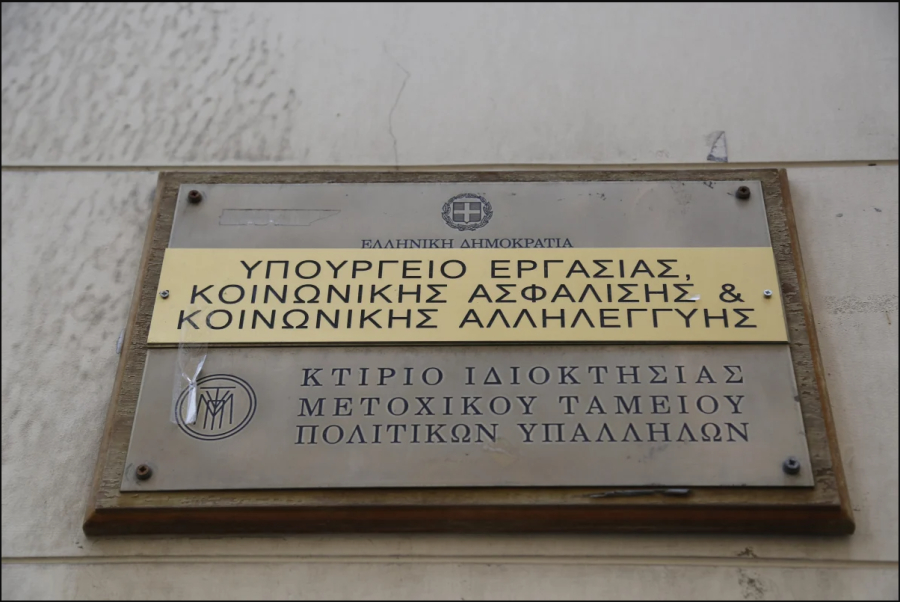 ΕΛΛΗΝΙΚΗ ΔΗΜΟΚΡΑΤΙΑ
ΥΠΟΥΡΓΕΙΟ ΕΡΓΑΣΙΑΣ,
ΚΟΙΝΩΝΙΚΗΣ ΑΣΦΑΛΙΣΗΣ &
ΚΟΙΝΩΝΙΚΗΣ ΑΛΛΗΛΕΓΓΥΗΣ
ΚΤΙΡΙΟ ΙΔΙΟΚΤΗΣΙΑΣ
ΜΕΤΟΧΙΚΟΥ ΤΑΜΕΙΟΥ
ΠΟΛΙΤΙΚΩΝ ΥΠΑΛΛΗΛΩΝ